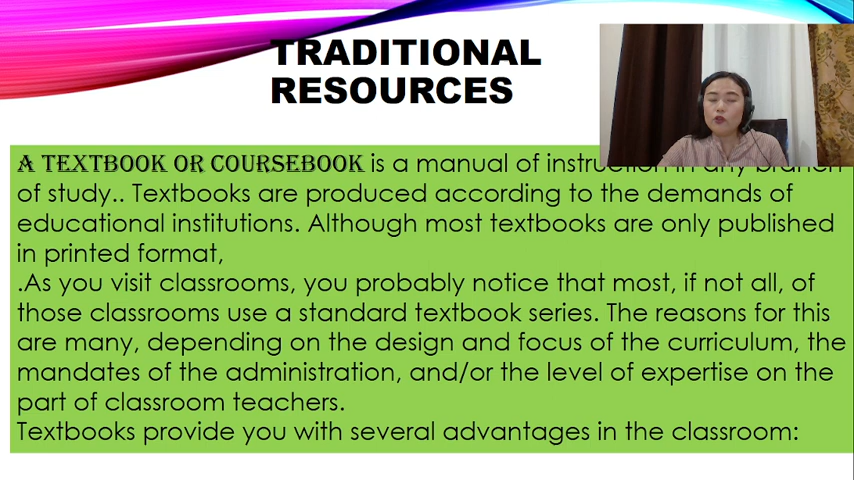 TRADITIONAL
RESOURCES
A TEXTBOOK OR COURSEBOOK is a manual of instruction in any branch
of study.. Textbooks are produced according to the demands of
educational institutions. Although most textbooks are only published
in printed format,
.As you visit classrooms, you probably notice that most, if not all, of
those classrooms use a standard textbook series. The reasons for this
are many, depending on the design and focus of the curriculum, the
mandates of the administration, and/or the level of expertise on the
part of classroom teachers.
Textbooks provide you with several advantages in the classroom: